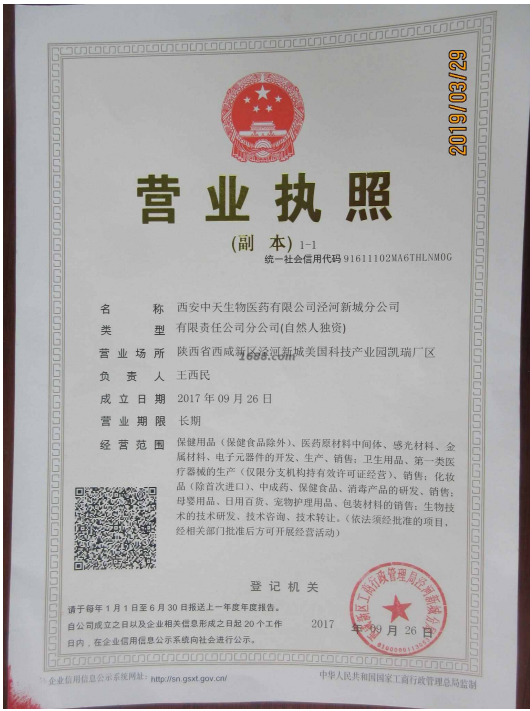 2019/03/29
营业执照
(副 本) 1-1
统一社会信用代码 91611102MA6THLNM0G
名 称 西安中天生物医药有限公司泾河新城分公司
类 型 有限责任公司分公司(自然人独资)
营 业 场 所 陕西省西咸新区泾河新城美国科技产业园凯瑞厂区
1688.com
负 责 人 王西民
成 立 日 期 2017 年 09 月 26 日
营 业 期 限 长期
经 营 范 围 保健用品（保健食品除外）、医药原材料中间体、感光材料、金
属材料、电子元器件的开发、生产、销售；卫生用品、第一类医
疗器械的生产（仅限分支机构持有效许可证经营）、销售；化妆
品（除首次进口）、中成药、保健食品、消毒产品的研发、销售；
母婴用品、日用百货、宠物护理用品、包装材料的销售；生物技
术的技术研发、技术咨询、技术转让。（依法须经批准的项目，
经相关部门批准后方可开展经营活动）
登 记 机 关
请于每年 1 月 1 日至 6 月 30 日报送上一年度年度报告。
自公司成立之日以及企业相关信息形成之日起 20 个工作
日内，在企业信用信息公示系统向社会进行公示。
2017 年 09 月 26 日
企业信用信息公示系统网址：http://sn.gsxt.gov.cn/
中华人民共和国国家工商行政管理总局监制